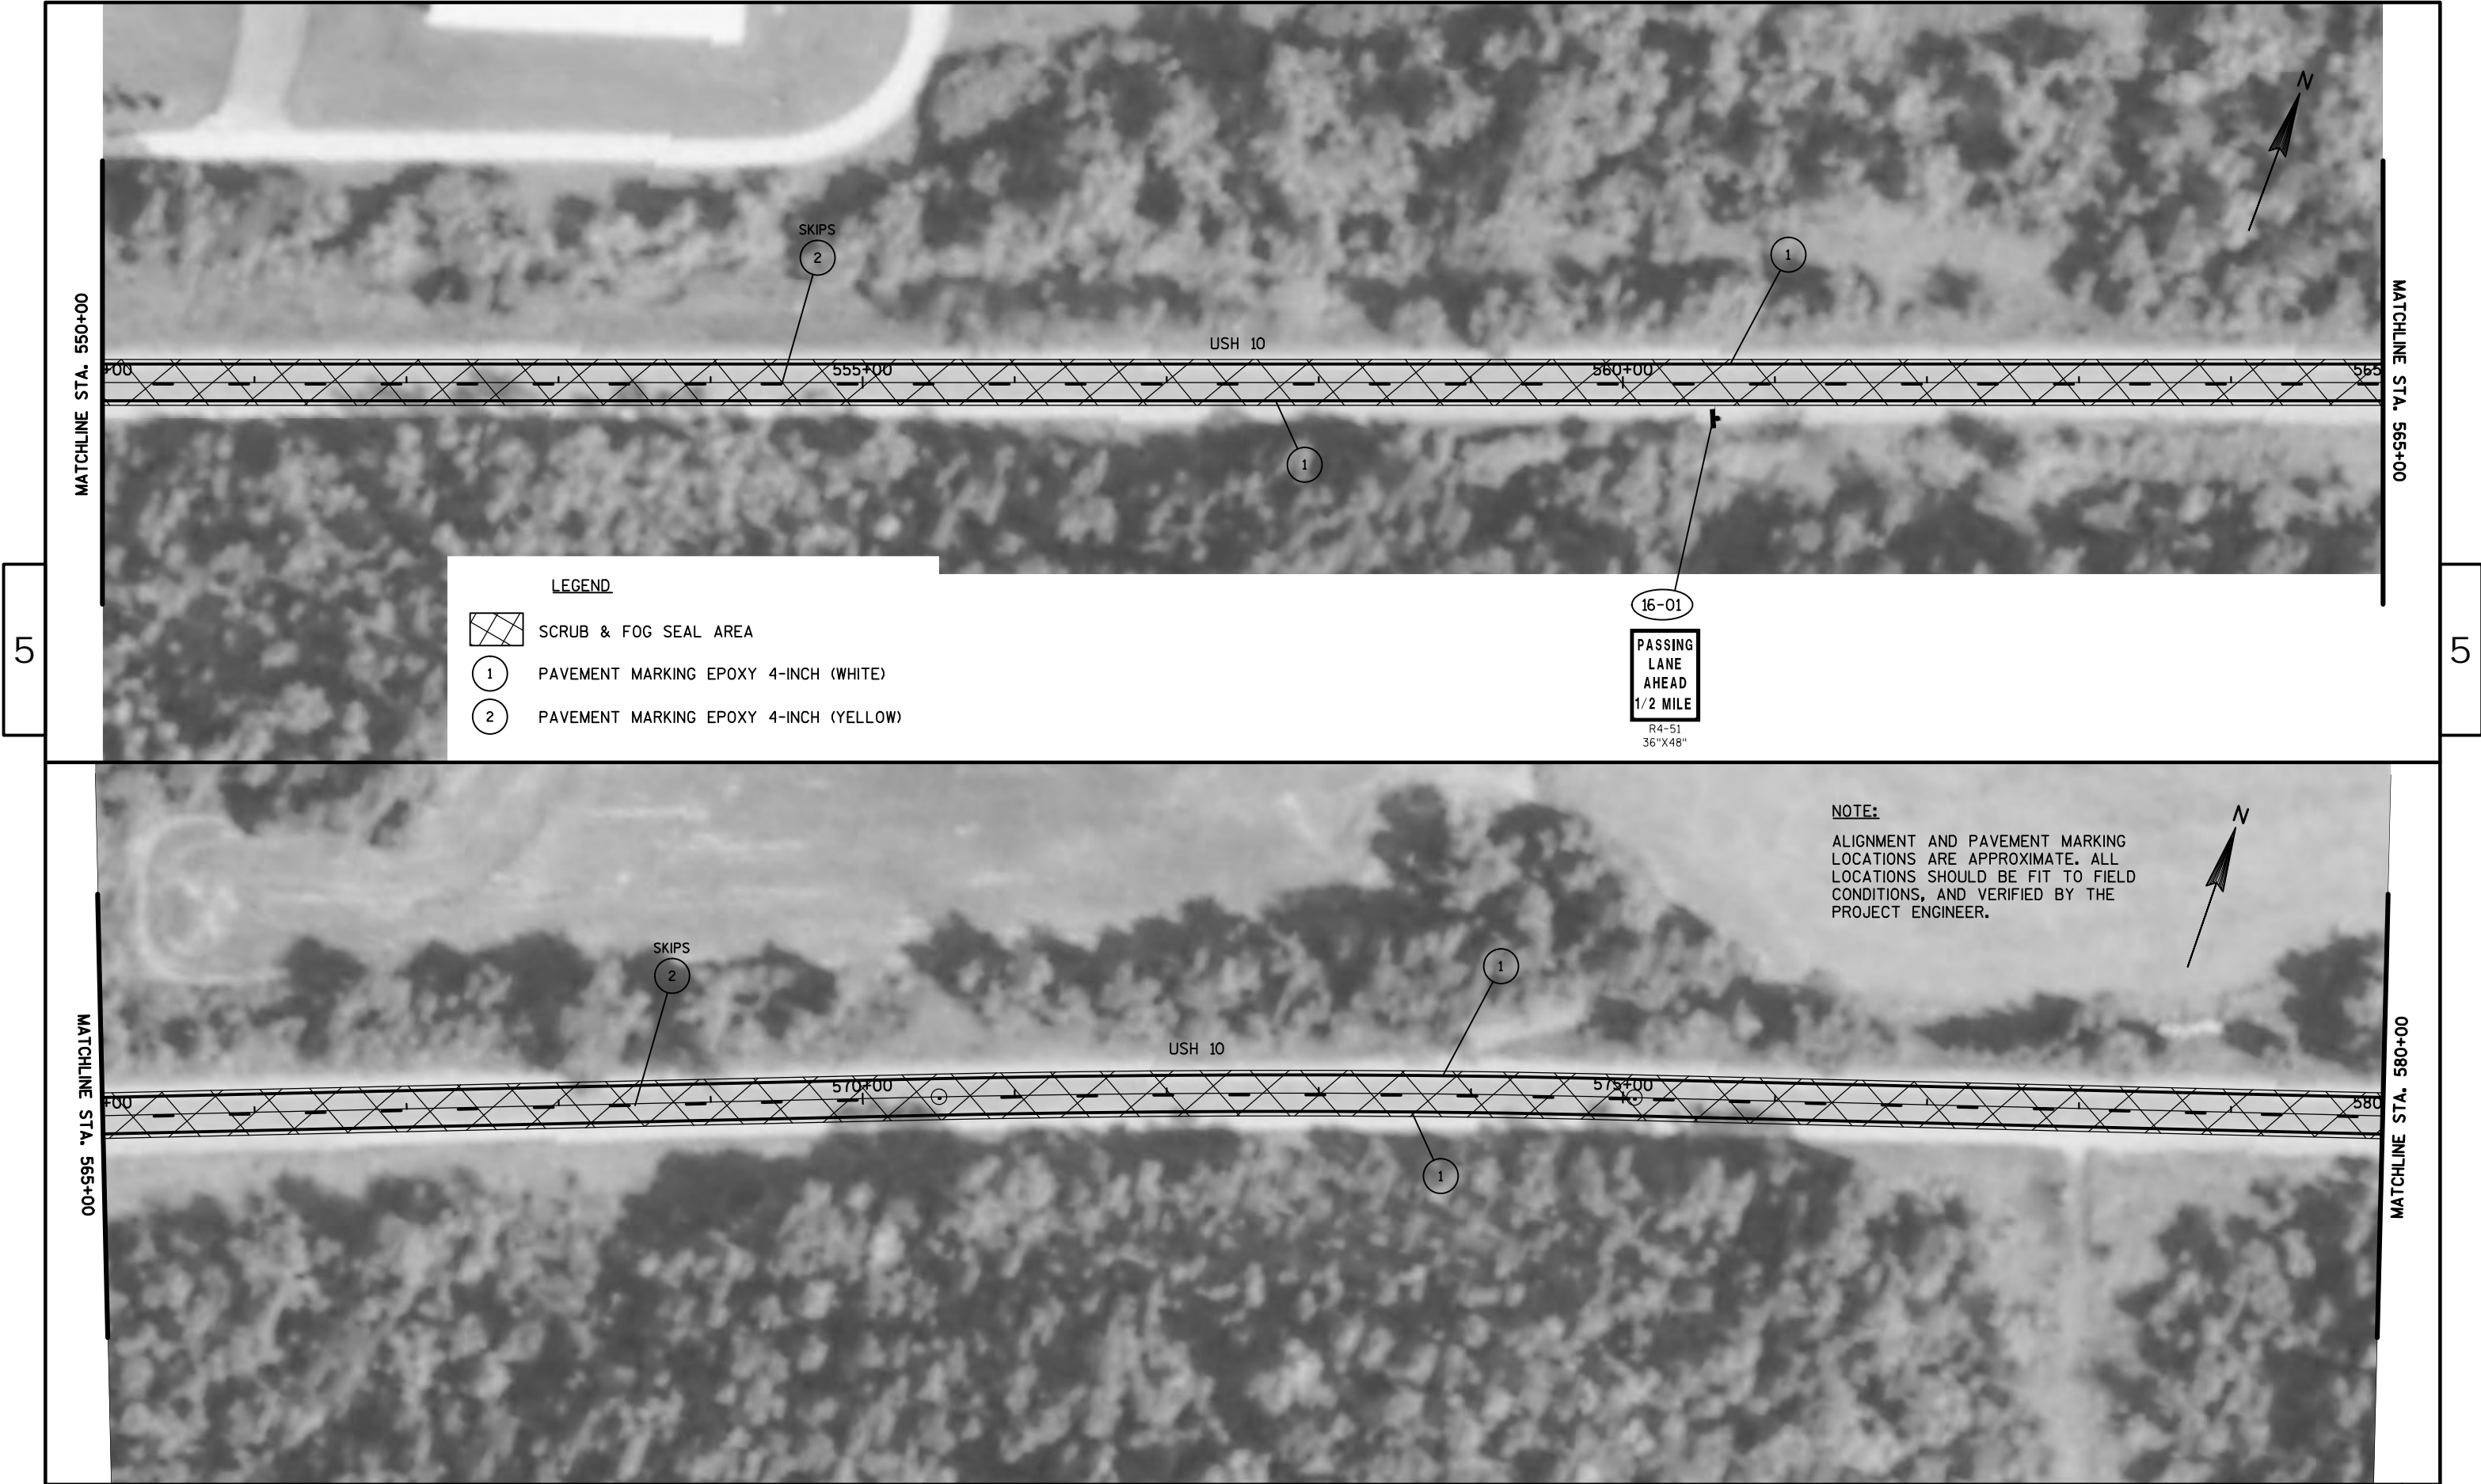 N
SKIPS
2
1
MATCHLINE STA. 550+00
USH 10
MATCHLINE STA. 565+00
+00
555+00
560+00
565
1
5
LEGEND
SCRUB & FOG SEAL AREA
1 PAVEMENT MARKING EPOXY 4-INCH (WHITE)
2 PAVEMENT MARKING EPOXY 4-INCH (YELLOW)
16-01
PASSING
LANE
AHEAD
1/2 MILE
R4-51
36"X48"
5
NOTE:
ALIGNMENT AND PAVEMENT MARKING
LOCATIONS ARE APPROXIMATE. ALL
LOCATIONS SHOULD BE FIT TO FIELD
CONDITIONS, AND VERIFIED BY THE
PROJECT ENGINEER.
N
SKIPS
2
1
MATCHLINE STA. 565+00
USH 10
MATCHLINE STA. 580+00
+00
570+00
575+00
580
1